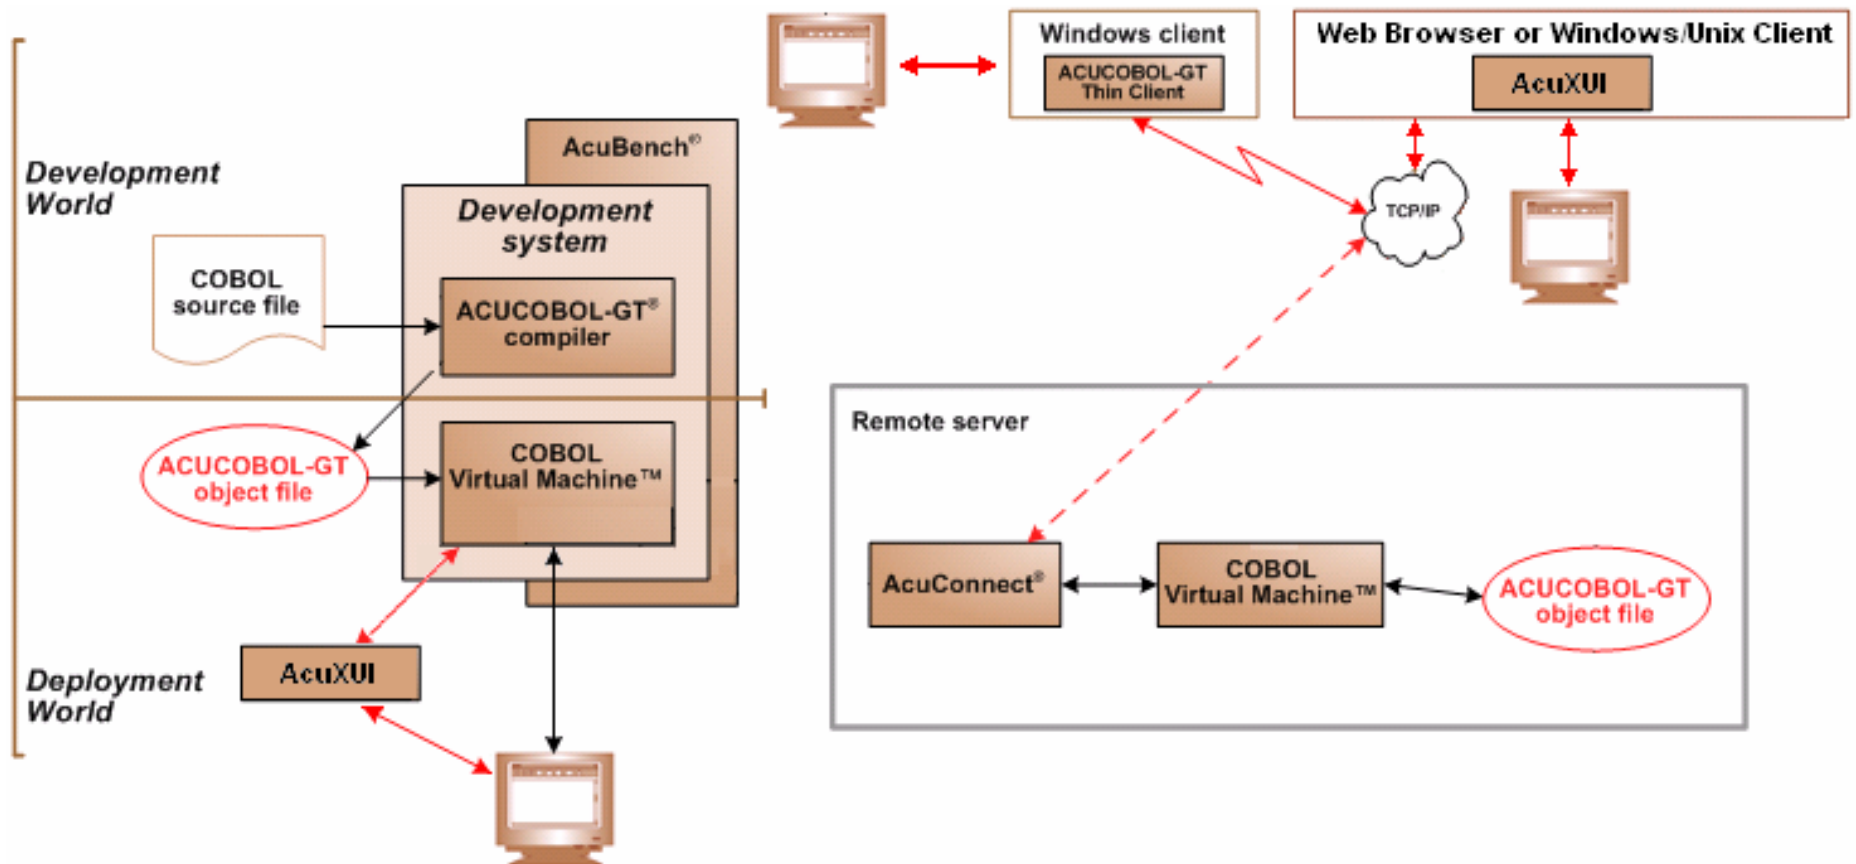 Windows client
ACUCOBOL-GT
Thin Client
Web Browser or Windows/Unix Client
AcuXUI
TCP/IP
Development
World
AcuBench®
Development
system
COBOL
source file
ACUCOBOL-GT®
compiler
ACUCOBOL-GT
object file
COBOL
Virtual Machine™
Deployment
World
AcuXUI
Remote server
AcuConnect®
COBOL
Virtual Machine™
ACUCOBOL-GT
object file